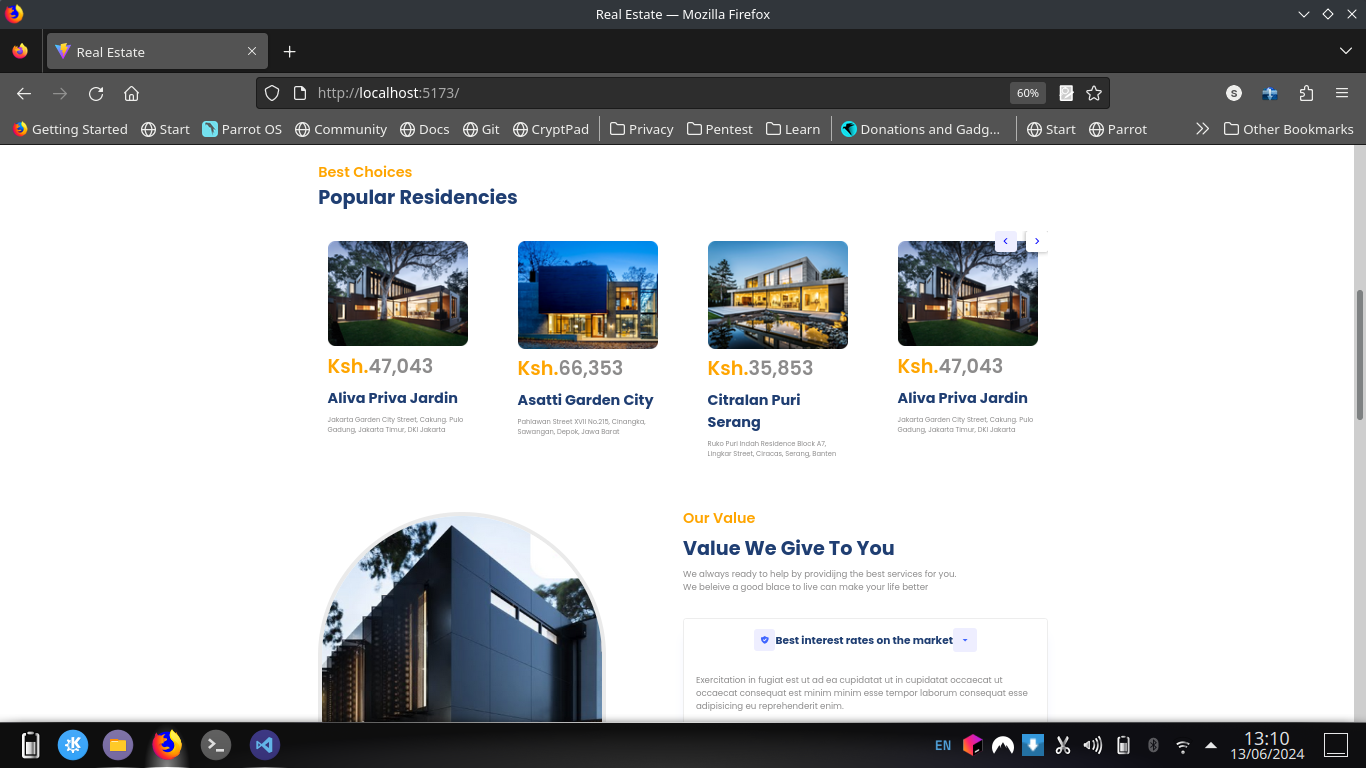 Real Estate — Mozilla Firefox
Real Estate
http://localhost:5173/
60%
S
Getting Started
Start
Parrot OS
Community
Docs
Git
CryptPad
Privacy
Pentest
Learn
Donations and Gadg...
Start
Parrot
Other Bookmarks
Best Choices
Popular Residencies
Ksh.47,043
Aliva Priva Jardin
Jakarta Garden City Street, Cakung. Pulo
Gadung, Jakarta Timur, DKI Jakarta
Ksh.66,353
Asatti Garden City
Pahlawan Street XVII No.215, Cinangka,
Sawangan, Depok, Jawa Barat
Ksh.35,853
Citralan Puri
Serang
Ruko Puri Indah Residence Block A7,
Lingkar Street, Ciracas, Serang, Banten
Ksh.47,043
Aliva Priva Jardin
Jakarta Garden City Street, Cakung. Pulo
Gadung, Jakarta Timur, DKI Jakarta
Our Value
Value We Give To You
We always ready to help by providijng the best services for you.
We beleive a good blace to live can make your life better
Best interest rates on the market
Exercitation in fugiat est ut ad ea cupidatat ut in cupidatat occaecat ut
occaecat consequat est minim minim esse tempor laborum consequat esse
adipisicing eu reprehenderit enim.
EN
13:10
13/06/2024